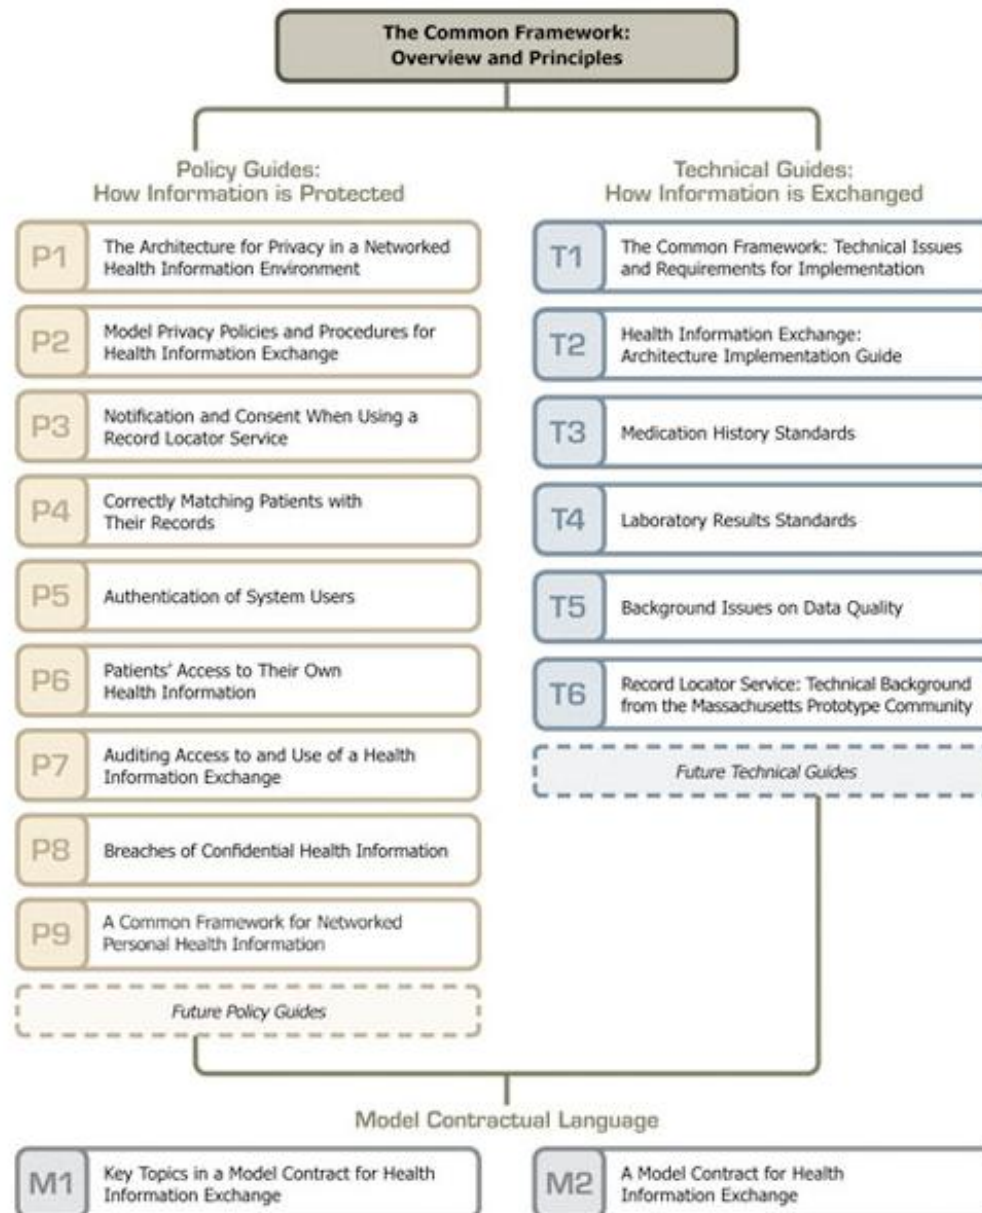 The Common Framework:
Overview and Principles
Policy Guides:
How Information is Protected
P1
The Architecture for Privacy in a Networked
Health Information Environment
P2
Model Privacy Policies and Procedures for
Health Information Exchange
P3
Notification and Consent When Using a
Record Locator Service
P4
Correctly Matching Patients with
Their Records
P5
Authentication of System Users
P6
Patients' Access to Their Own
Health Information
P7
Auditing Access to and Use of a Health
Information Exchange
P8
Breaches of Confidential Health Information
P9
A Common Framework for Networked
Personal Health Information
Future Policy Guides
Technical Guides:
How Information is Exchanged
T1
The Common Framework: Technical Issues
and Requirements for Implementation
T2
Health Information Exchange:
Architecture Implementation Guide
T3
Medication History Standards
T4
Laboratory Results Standards
T5
Background Issues on Data Quality
T6
Record Locator Service: Technical Background
from the Massachusetts Prototype Community
Future Technical Guides
Model Contractual Language
M1
Key Topics in a Model Contract for Health
Information Exchange
M2
A Model Contract for Health
Information Exchange